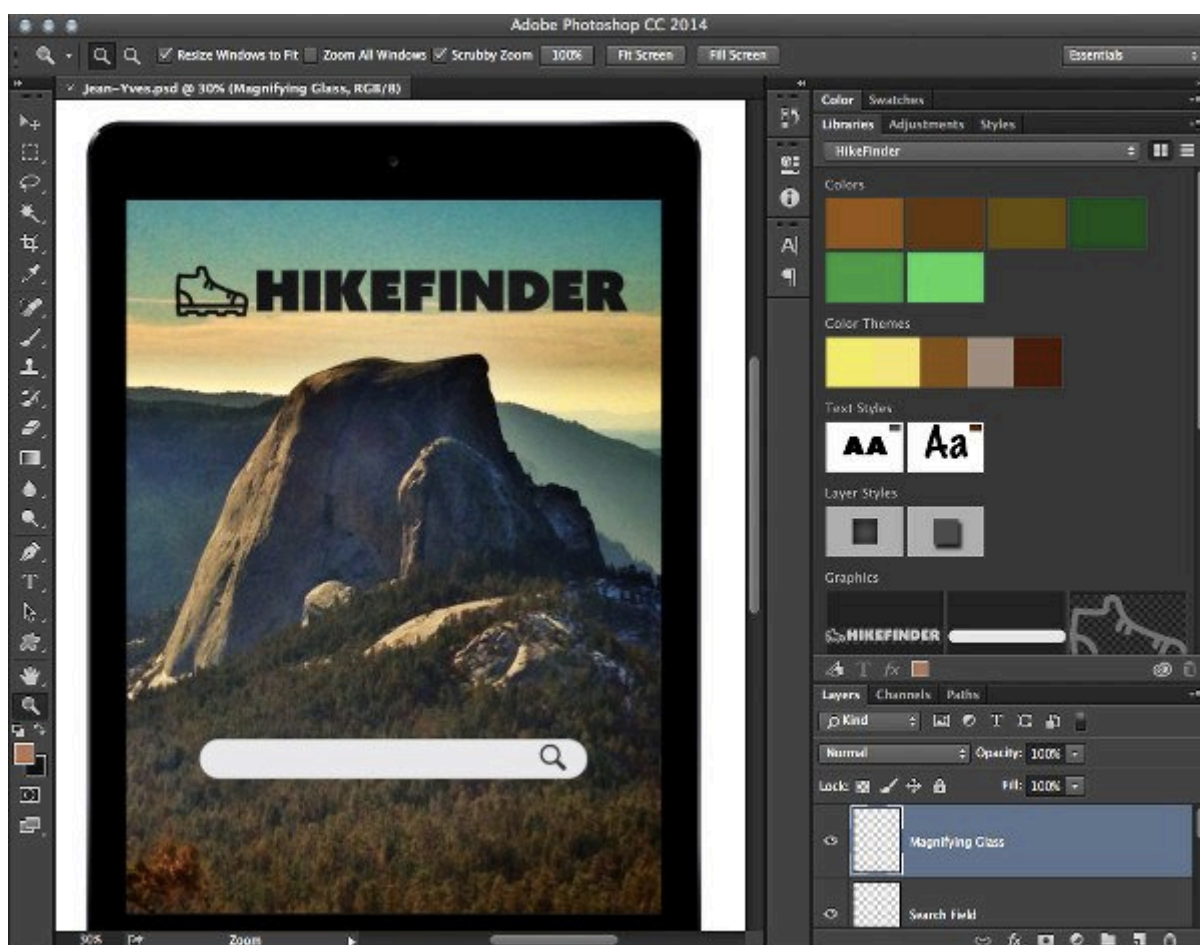 Adobe Photoshop CC 2014
Resize Windows to Fit Zoom All Windows Scrubby Zoom 100% Fit Screen Fill Screen Essentials
× Jean-Yves.psd @ 30% (Magnifying Glass, RGB/8)
HIKEFINDER
30% Zoom
Color Swatches
Libraries Adjustments Styles
HikeFinder
Colors
Color Themes
Text Styles
AA Aa
Layer Styles
Graphics
HIKEFINDER
T fx
Layers Channels Paths
Kind T
Normal Opacity: 100%
Lock: Fill: 100%
Magnifying Glass
Search Field
fx